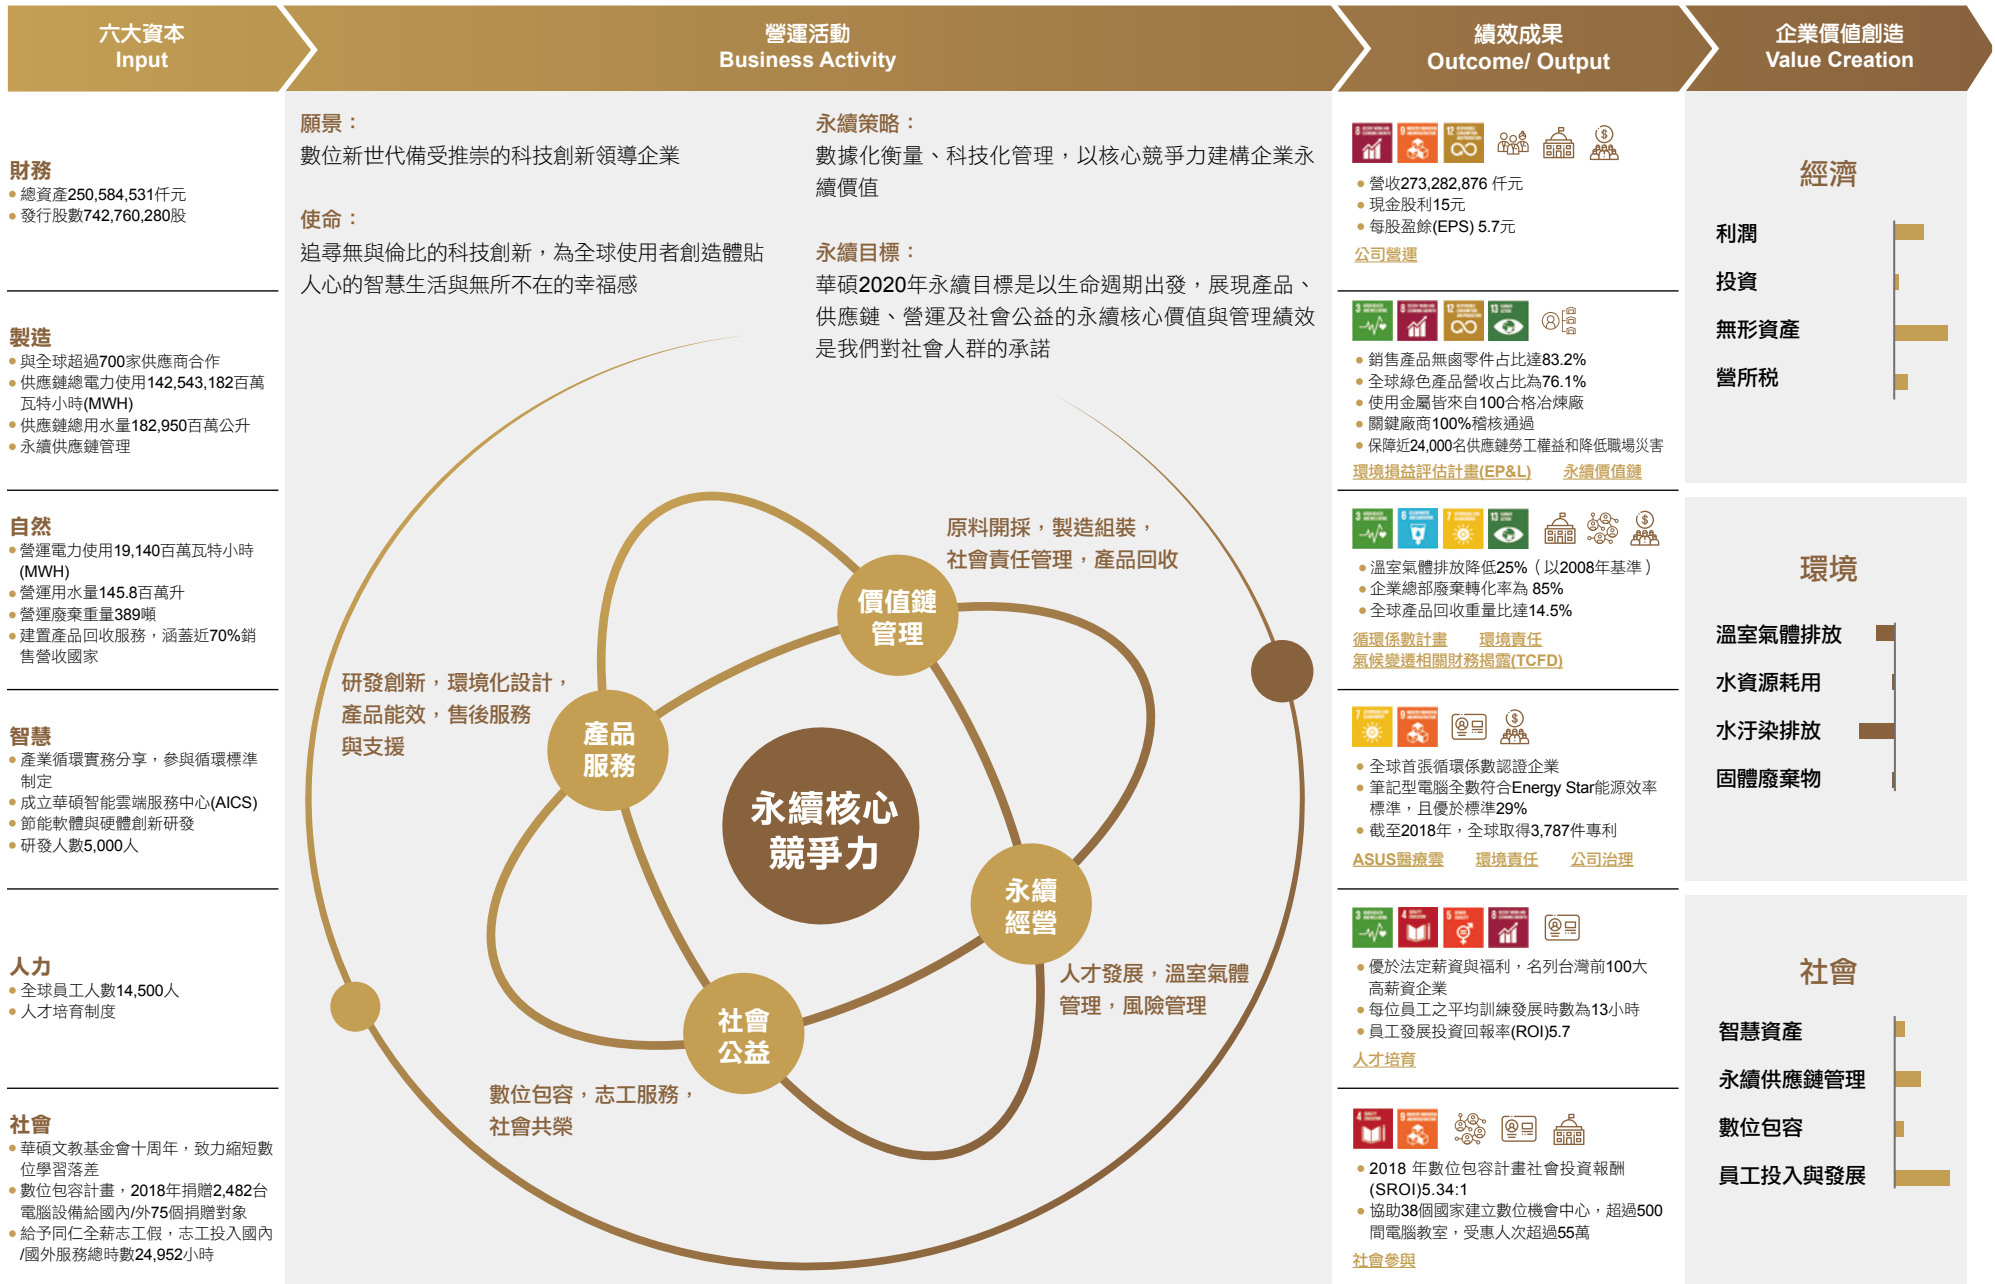 六大資本
Input
營運活動
Business Activity
績效成果
Outcome/ Output
企業價值創造
Value Creation
財務
總資產250,584,531仟元
發行股數742,760,280股
製造
與全球超過700家供應商合作
供應鏈總電力使用142,543,182百萬
瓦特小時(MWH)
供應鏈總用水量182,950百萬公升
永續供應鏈管理
自然
營運電力使用19,140百萬瓦特小時
(MWH)
營運用水量145.8百萬升
營運廢棄重量389噸
建置產品回收服務，涵蓋近70%銷
售營收國家
智慧
產業循環實務分享，參與循環標準
制定
成立華碩智能雲端服務中心(AICS)
節能軟體與硬體創新研發
研發人數5,000人
人力
全球員工人數14,500人
人才培育制度
社會
華碩文教基金會十周年，致力縮短數
位學習落差
數位包容計畫，2018年捐贈2,482台
電腦設備給國內/外75個捐贈對象
給予同仁全薪志工假，志工投入國內
/國外服務總時數24,952小時
願景：
數位新世代備受推崇的科技創新領導企業
使命：
追尋無與倫比的科技創新，為全球使用者創造體貼
人心的智慧生活與無所不在的幸福感
永續策略：
數據化衡量、科技化管理，以核心競爭力建構企業永
續價值
永續目標：
華碩2020年永續目標是以生命週期出發，展現產品、
供應鏈、營運及社會公益的永續核心價值與管理績效
是我們對社會人群的承諾
原料開採，製造組裝，
社會責任管理，產品回收
價值鏈
管理
研發創新，環境化設計，
產品能效，售後服務
與支援
產品
服務
永續核心
競爭力
永續
經營
人才發展，溫室氣體
管理，風險管理
社會
公益
數位包容，志工服務，
社會共榮
8
9
12
營收273,282,876 仟元
現金股利15元
每股盈餘(EPS) 5.7元
公司營運
3
8
12
13
銷售產品無鹵零件占比達83.2%
全球綠色產品營收占比為76.1%
使用金屬皆來自100合格冶煉廠
關鍵廠商100%稽核通過
保障近24,000名供應鏈勞工權益和降低職場災害
環境損益評估計畫(EP&L) 永續價值鏈
3
6
7
13
溫室氣體排放降低25%（以2008年基準）
企業總部廢棄轉化率為 85%
全球產品回收重量比達14.5%
循環係數計畫 環境責任
氣候變遷相關財務揭露(TCFD)
7
9
全球首張循環係數認證企業
筆記型電腦全數符合Energy Star能源效率
標準，且優於標準29%
截至2018年，全球取得3,787件專利
ASUS醫療雲 環境責任 公司治理
3
4
5
8
優於法定薪資與福利，名列台灣前100大
高薪資企業
每位員工之平均訓練發展時數為13小時
員工發展投資回報率(ROI)5.7
人才培育
4
9
2018 年數位包容計畫社會投資報酬
(SROI)5.34:1
協助38個國家建立數位機會中心，超過500
間電腦教室，受惠人次超過55萬
社會參與
經濟
利潤
投資
無形資產
營所税
環境
溫室氣體排放
水資源耗用
水汙染排放
固體廢棄物
社會
智慧資產
永續供應鏈管理
數位包容
員工投入與發展